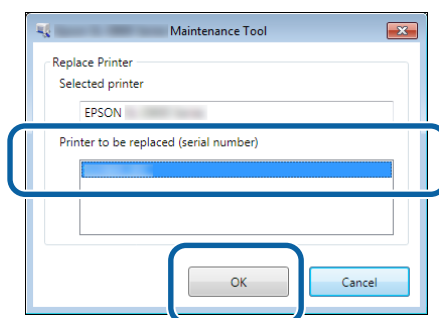 Maintenance Tool
Replace Printer
Selected printer
EPSON
Printer to be replaced (serial number)
OK
Cancel